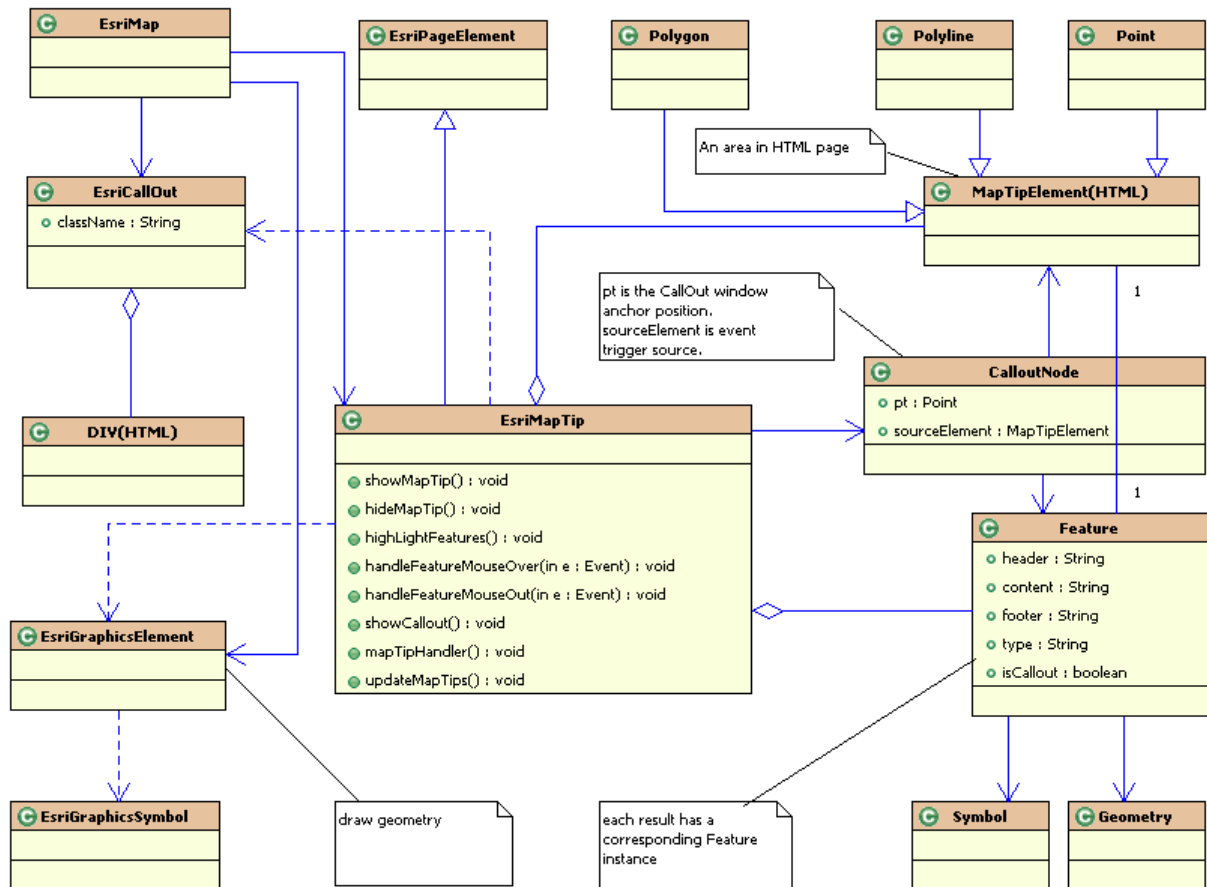 EsriMap
EsriPageElement
Polygon
Polyline
Point
An area in HTML page
EsriCallOut
className : String
MapTipElement(HTML)
pt is the CallOut window
anchor position.
sourceElement is event
trigger source.
1
CalloutNode
pt : Point
sourceElement : MapTipElement
DIV(HTML)
EsriMapTip
showMapTip() : void
hideMapTip() : void
highLightFeatures() : void
handleFeatureMouseOver(in e : Event) : void
handleFeatureMouseOut(in e : Event) : void
showCallout() : void
mapTipHandler() : void
updateMapTips() : void
1
Feature
header : String
content : String
footer : String
type : String
isCallout : boolean
EsriGraphicsElement
EsriGraphicsSymbol
draw geometry
each result has a
corresponding Feature
instance
Symbol
Geometry